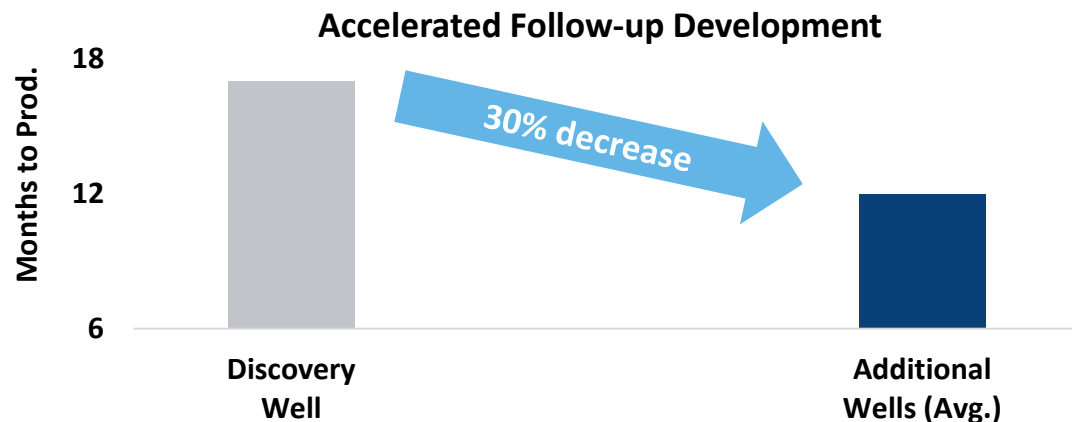 Accelerated Follow-up Development
Months to Prod.
18
12
6
30% decrease
Discovery
Well
Additional
Wells (Avg.)